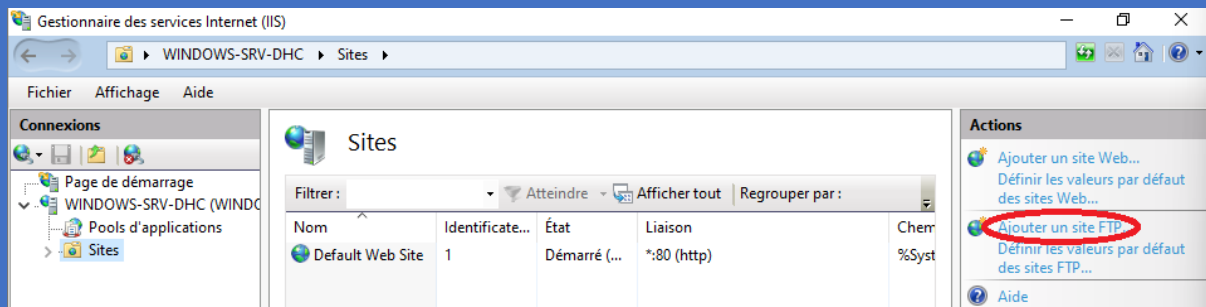 Gestionnaire des services Internet (IIS)
WINDOWS-SRV-DHC Sites
Fichier Affichage Aide
Connexions
Page de démarrage
WINDOWS-SRV-DHC (WINDO
Pools d'applications
Sites
Sites
Filtrer : Atteindre Afficher tout Regrouper par :
Nom Identificate... État Liaison Chem
Default Web Site 1 Démarré (... *:80 (http) %Syst
Actions
Ajouter un site Web...
Définir les valeurs par défaut
des sites Web...
Ajouter un site FTP...
Définir les valeurs par défaut
des sites FTP...
Aide